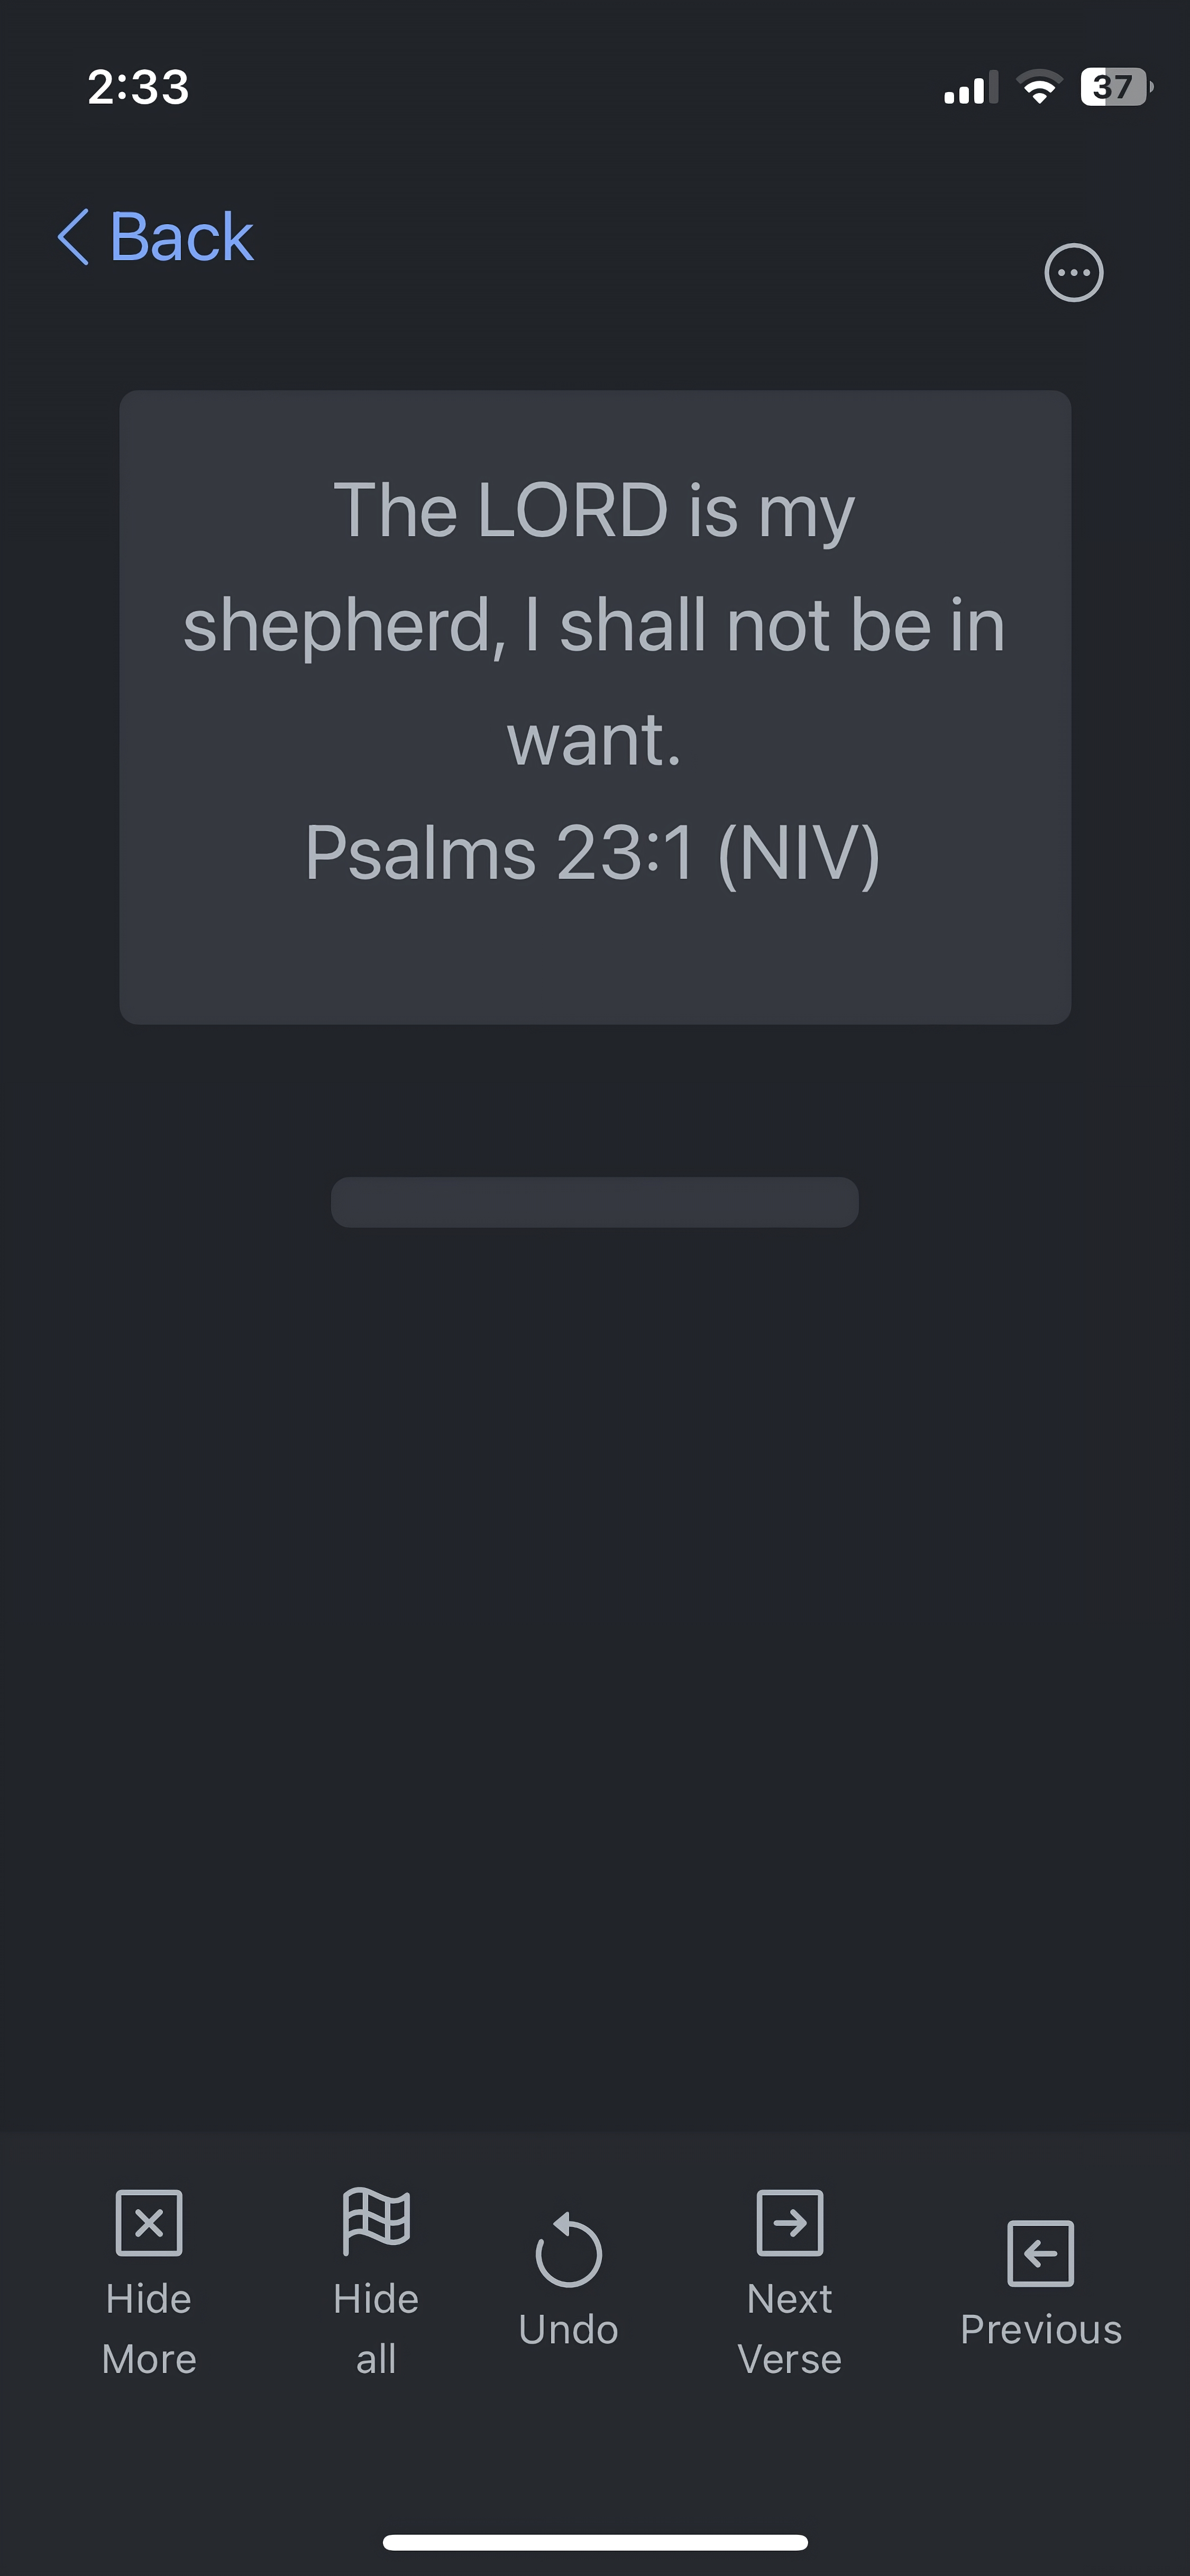 2:33
37
Back
The LORD is my
shepherd, I shall not be in
want.
Psalms 23:1 (NIV)
Hide
More
Hide
all
Undo
Next
Verse
Previous